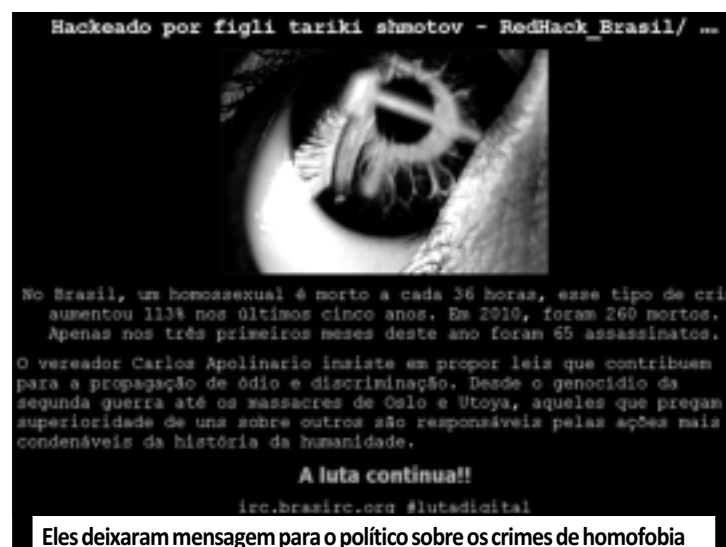 Hackeado por figli tariki shmotov - RedHack_Brasil/ …
No Brasil, um homossexual é morto a cada 36 horas, esse tipo de cri
aumentou 113% nos últimos cinco anos. Em 2010, foram 260 mortos.
Apenas nos três primeiros meses deste ano foram 65 assassinatos.
O vereador Carlos Apolinario insiste em propor leis que contribuem
para a propagação de ódio e discriminação. Desde o genocídio da
segunda guerra até os massacres de Oslo e Utoya, aqueles que pregam
superioridade de uns sobre outros são responsáveis pelas ações mais
condenáveis da história da humanidade.
A luta continua!!
irc.brasirc.org #lutadigital
Eles deixaram mensagem para o político sobre os crimes de homofobia